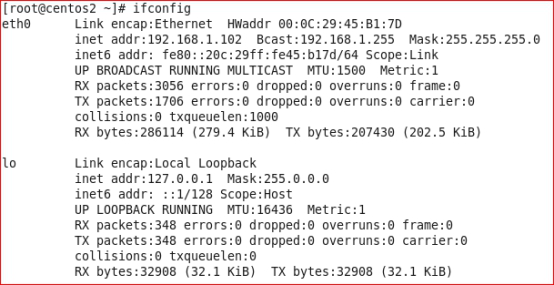 [root@centos2 ~]# ifconfig
eth0      Link encap:Ethernet  HWaddr 00:0C:29:45:B1:7D
          inet addr:192.168.1.102  Bcast:192.168.1.255  Mask:255.255.255.0
          inet6 addr: fe80::20c:29ff:fe45:b17d/64 Scope:Link
          UP BROADCAST RUNNING MULTICAST  MTU:1500  Metric:1
          RX packets:3056 errors:0 dropped:0 overruns:0 frame:0
          TX packets:1706 errors:0 dropped:0 overruns:0 carrier:0
          collisions:0 txqueuelen:1000
          RX bytes:286114 (279.4 KiB)  TX bytes:207430 (202.5 KiB)

lo        Link encap:Local Loopback
          inet addr:127.0.0.1  Mask:255.0.0.0
          inet6 addr: ::1/128 Scope:Host
          UP LOOPBACK RUNNING  MTU:16436  Metric:1
          RX packets:348 errors:0 dropped:0 overruns:0 frame:0
          TX packets:348 errors:0 dropped:0 overruns:0 carrier:0
          collisions:0 txqueuelen:0
          RX bytes:32908 (32.1 KiB)  TX bytes:32908 (32.1 KiB)